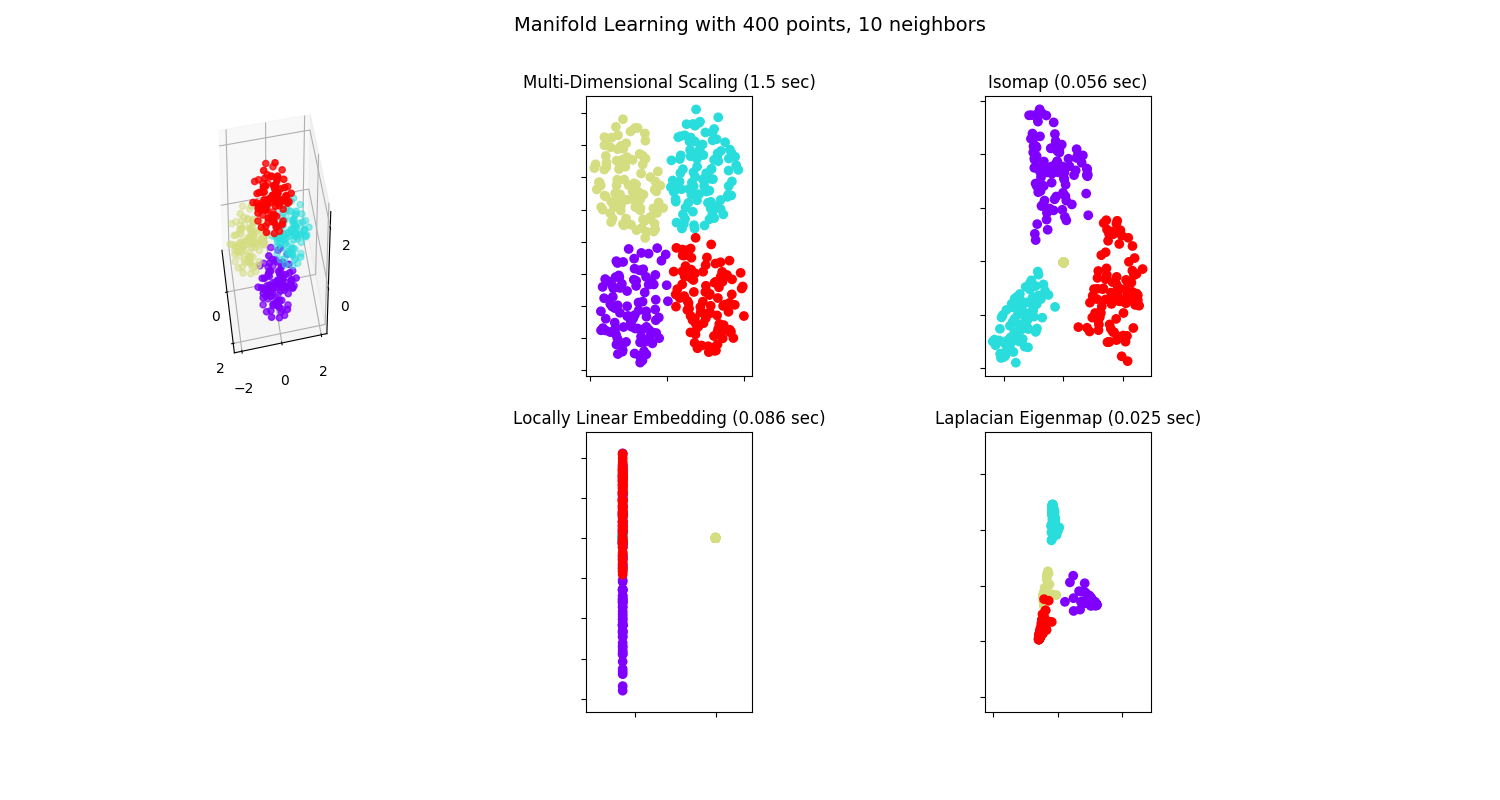 Manifold Learning with 400 points, 10 neighbors
Multi-Dimensional Scaling (1.5 sec)
Isomap (0.056 sec)
2
0
0
2
−2
0
2
Locally Linear Embedding (0.086 sec)
Laplacian Eigenmap (0.025 sec)